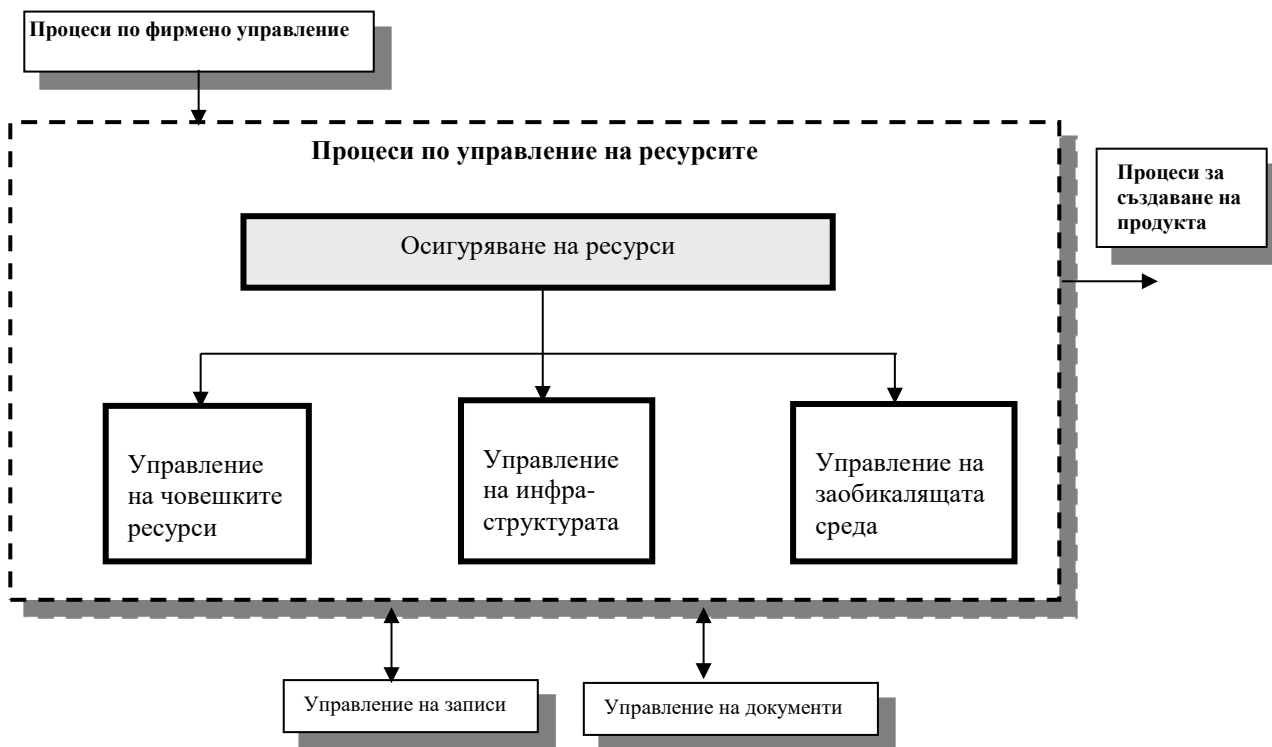 Процеси по фирмено управление
Процеси по управление на ресурсите
Процеси за
създаване на
продукта
Осигуряване на ресурси
Управление
на човешките
ресурси
Управление
на инфра-
структурата
Управление на
заобикалящата
среда
Управление на записи
Управление на документи